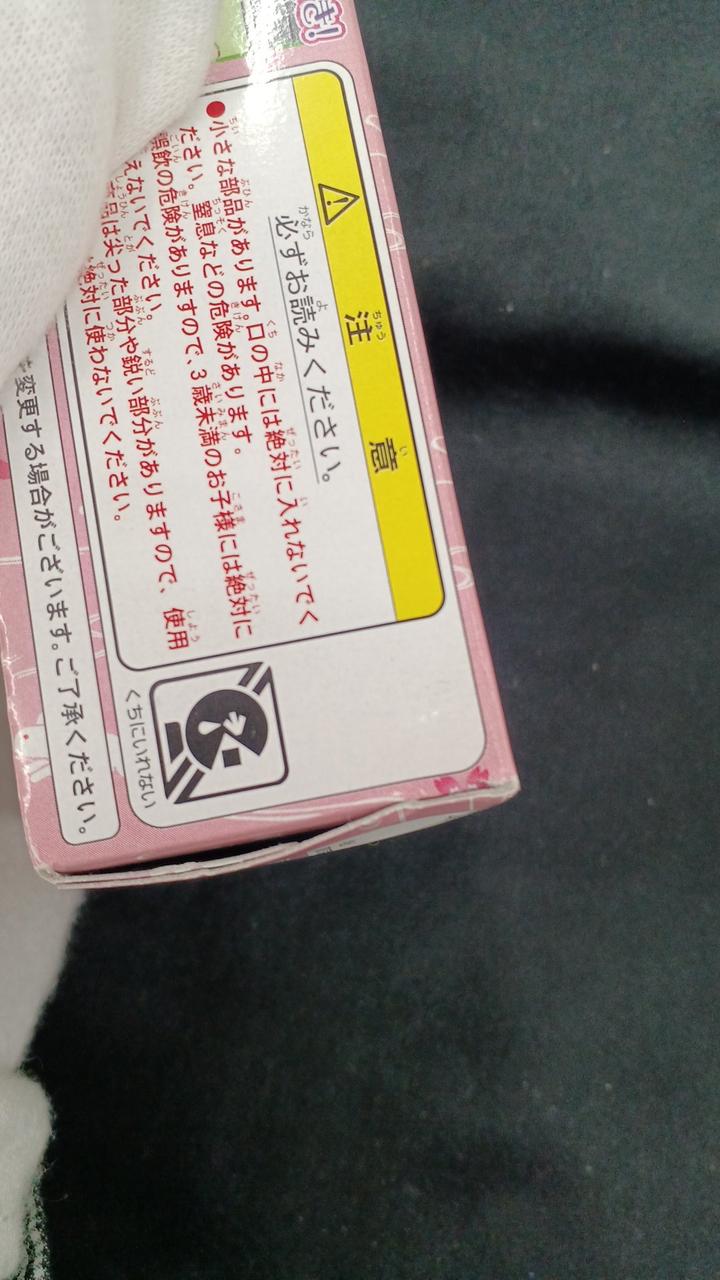 き!
注意
必ずお読みください。
●小さな部品があります。口の中には絶対に入れないでく
ださい。窒息などの危険があります。
誤飲の危険がありますので、3歳未満のお子様には絶対に
えないでください。
品は尖った部分や鋭い部分がありますので、使用
絶対に使わないでください。
くちにいれない
変更する場合がございます。ご了承ください。